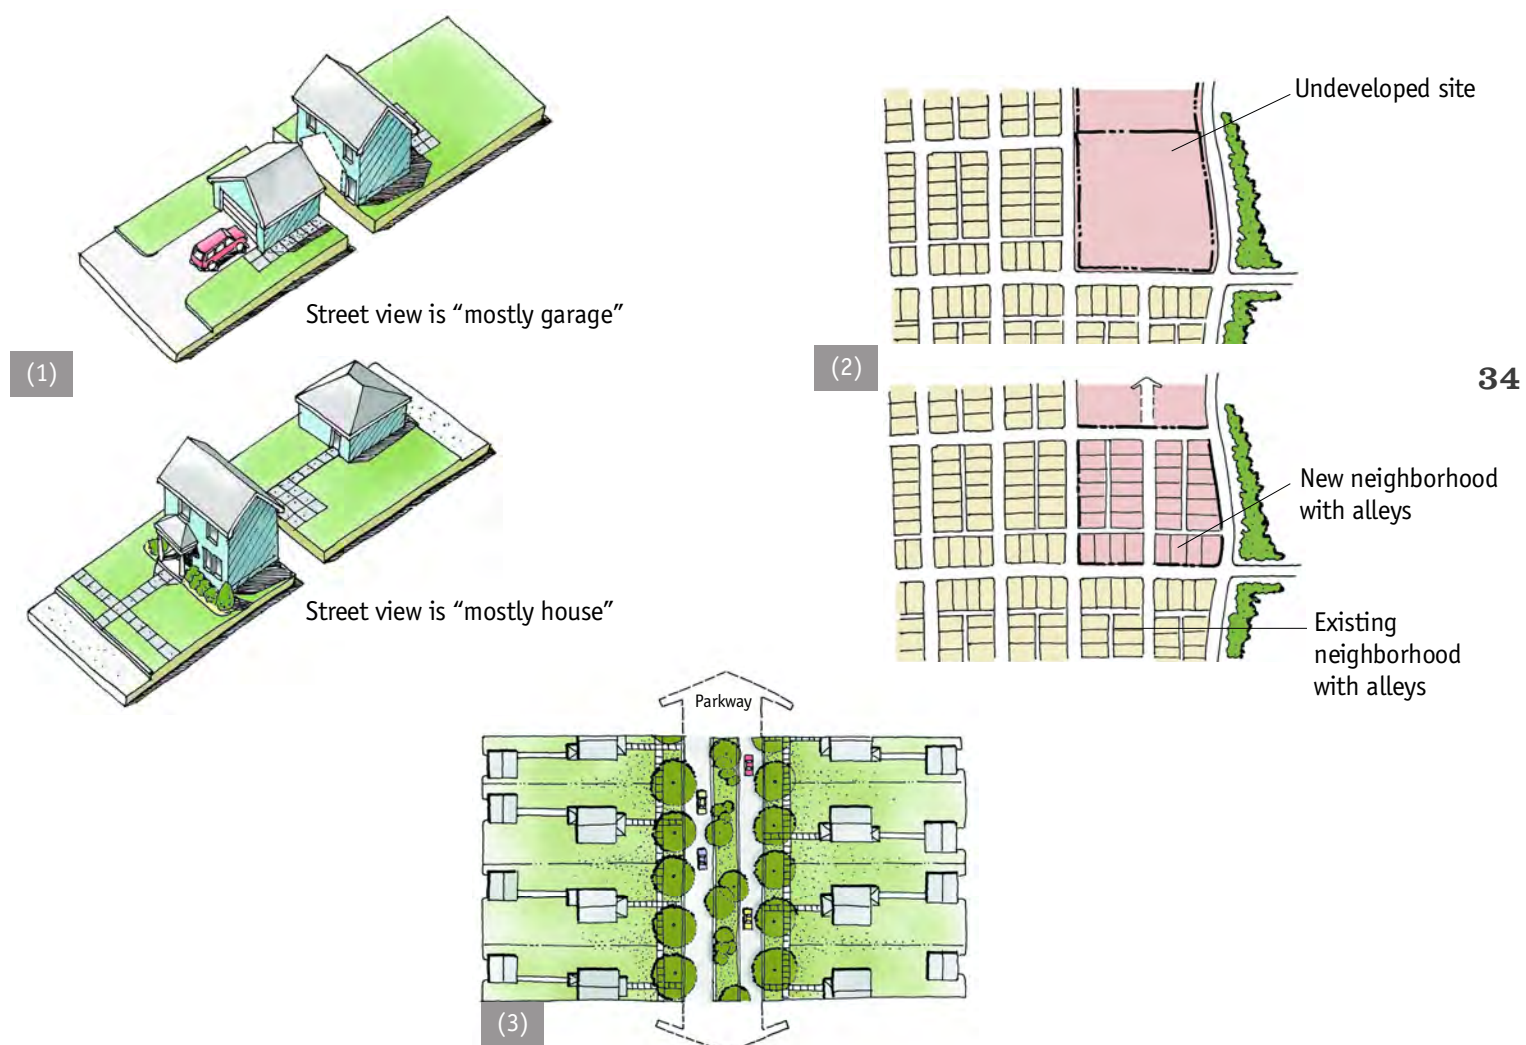 Street view is “mostly garage”
(1)
Street view is “mostly house”
Undeveloped site
(2)
34
New neighborhood
with alleys
Existing
neighborhood
with alleys
Parkway
(3)